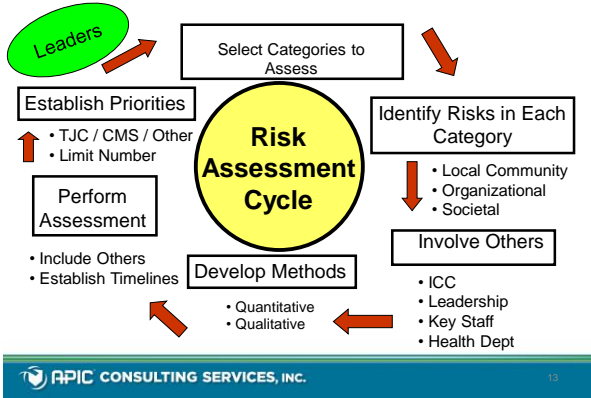 Leaders
Select Categories to
Assess
Identify Risks in Each
Category
• Local Community
• Organizational
• Societal
Involve Others
• ICC
• Leadership
• Key Staff
• Health Dept
Develop Methods
• Quantitative
• Qualitative
Perform
Assessment
• Include Others
• Establish Timelines
Establish Priorities
• TJC / CMS / Other
• Limit Number
Risk
Assessment
Cycle
APIC CONSULTING SERVICES, INC.
13